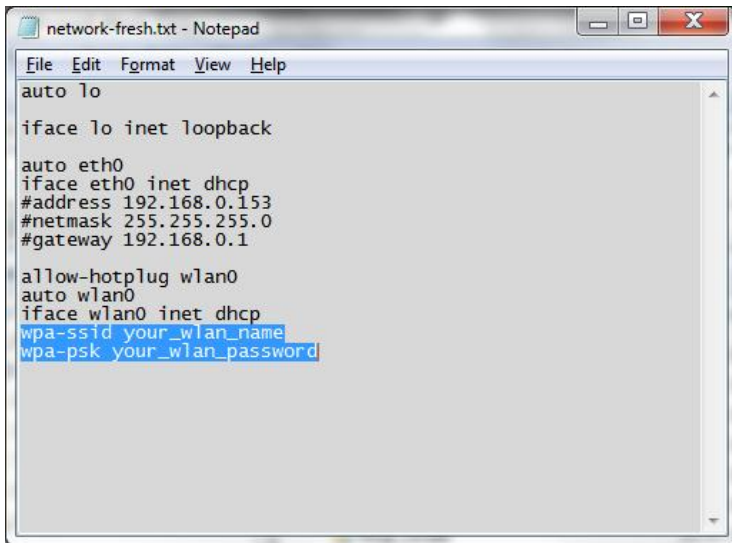 network-fresh.txt - Notepad
File Edit Format View Help
auto lo
iface lo inet loopback
auto eth0
iface eth0 inet dhcp
#address 192.168.0.153
#netmask 255.255.255.0
#gateway 192.168.0.1
allow-hotplug wlan0
auto wlan0
iface wlan0 inet dhcp
wpa-ssid your_wlan_name
wpa-psk your_wlan_password